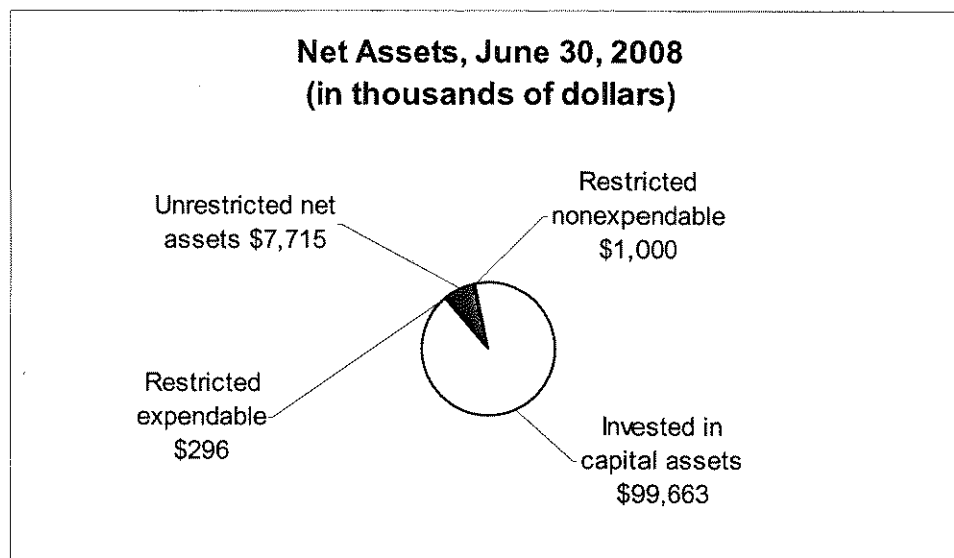 Net Assets, June 30, 2008
(in thousands of dollars)
Unrestricted net
assets $7,715
Restricted
nonexpendable
$1,000
Restricted
expendable
$296
Invested in
capital assets
$99,663